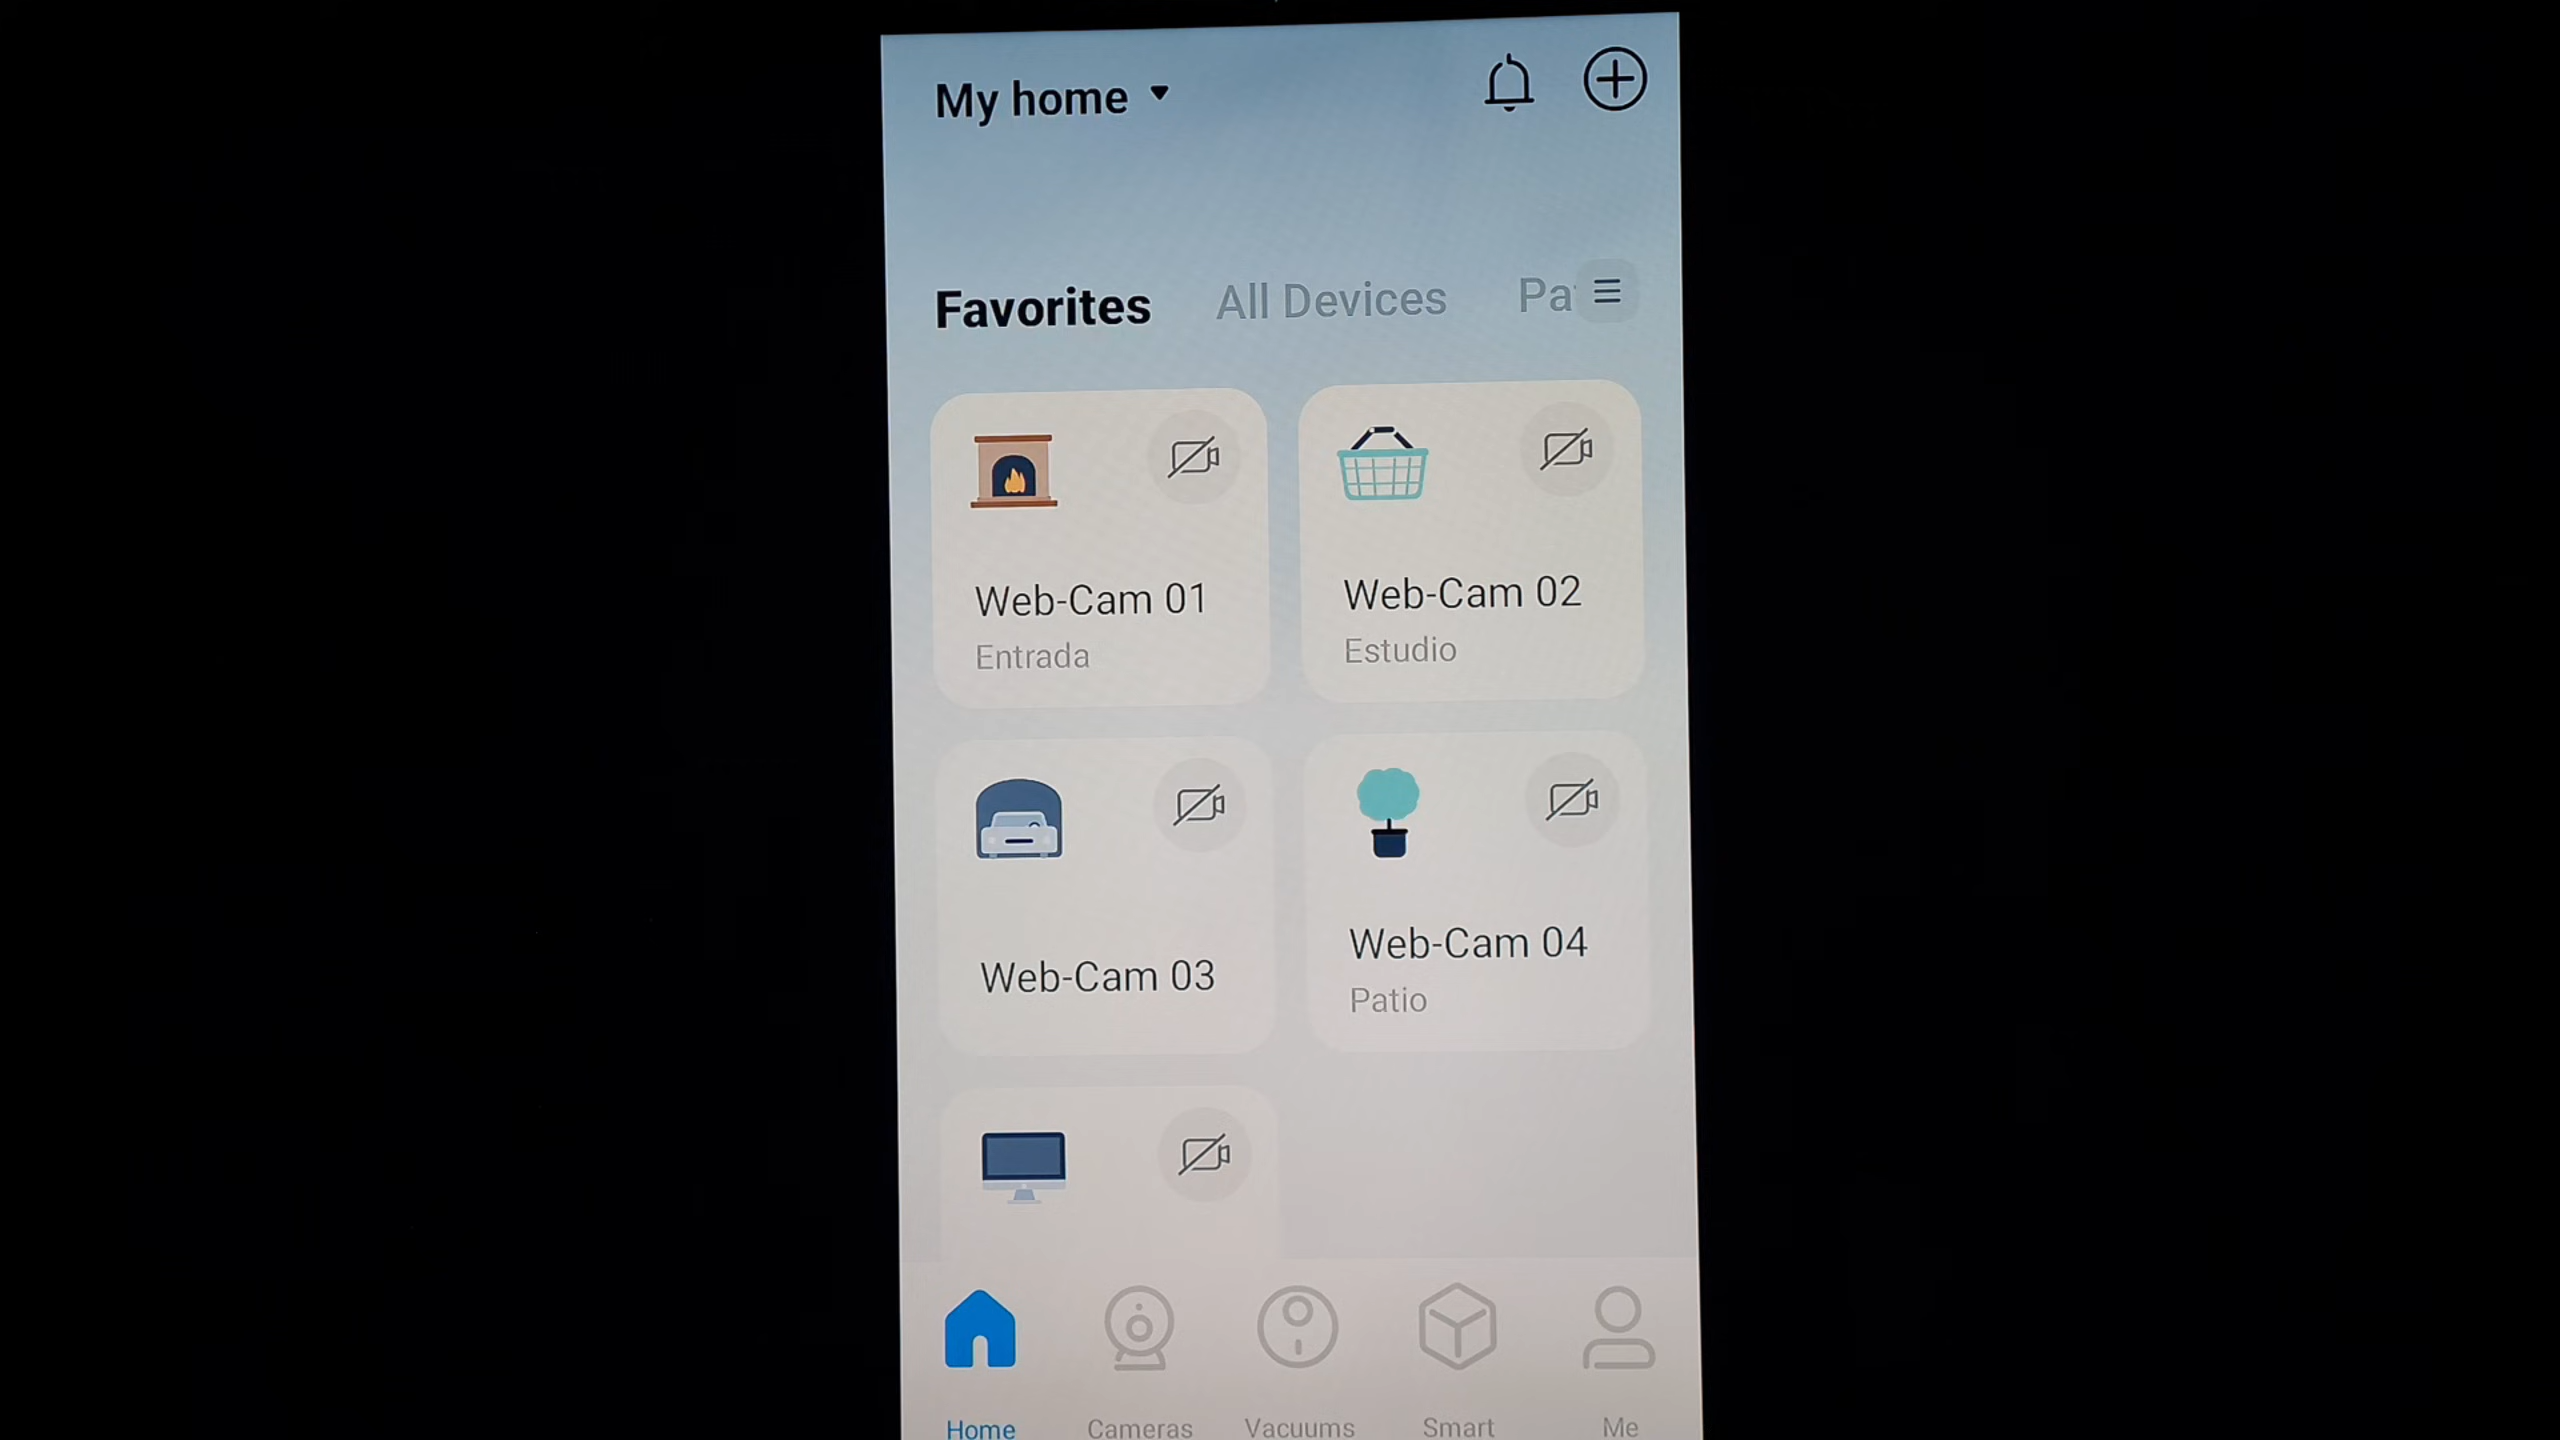 My home
Favorites All Devices
Web-Cam 01
Entrada
Web-Cam 02
Estudio
Web-Cam 03
Web-Cam 04
Patio
Home Cameras Vacuums Smart Me